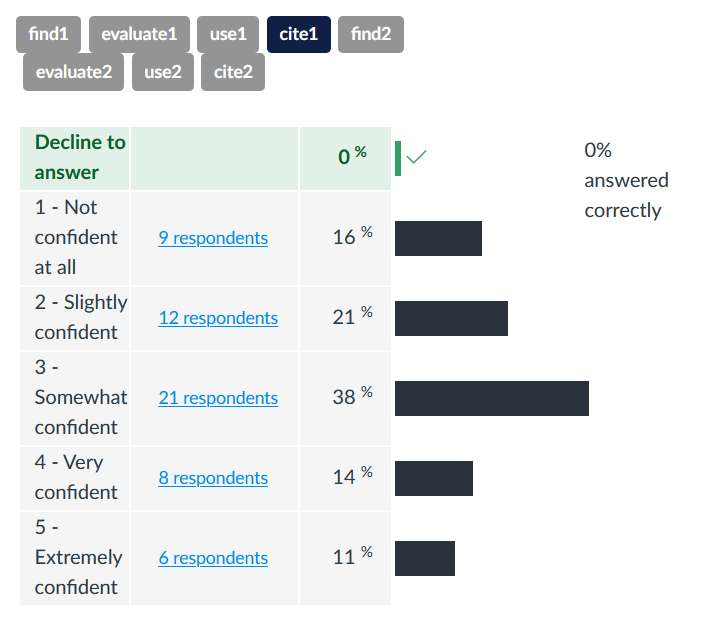 find1 evaluate1 use1 cite1 find2
evaluate2 use2 cite2
Decline to
answer
0 %
0%
answered
correctly
1 - Not
confident
at all
9 respondents
16 %
2 - Slightly
confident
12 respondents
21 %
3 -
Somewhat
confident
21 respondents
38 %
4 - Very
confident
8 respondents
14 %
5 -
Extremely
confident
6 respondents
11 %